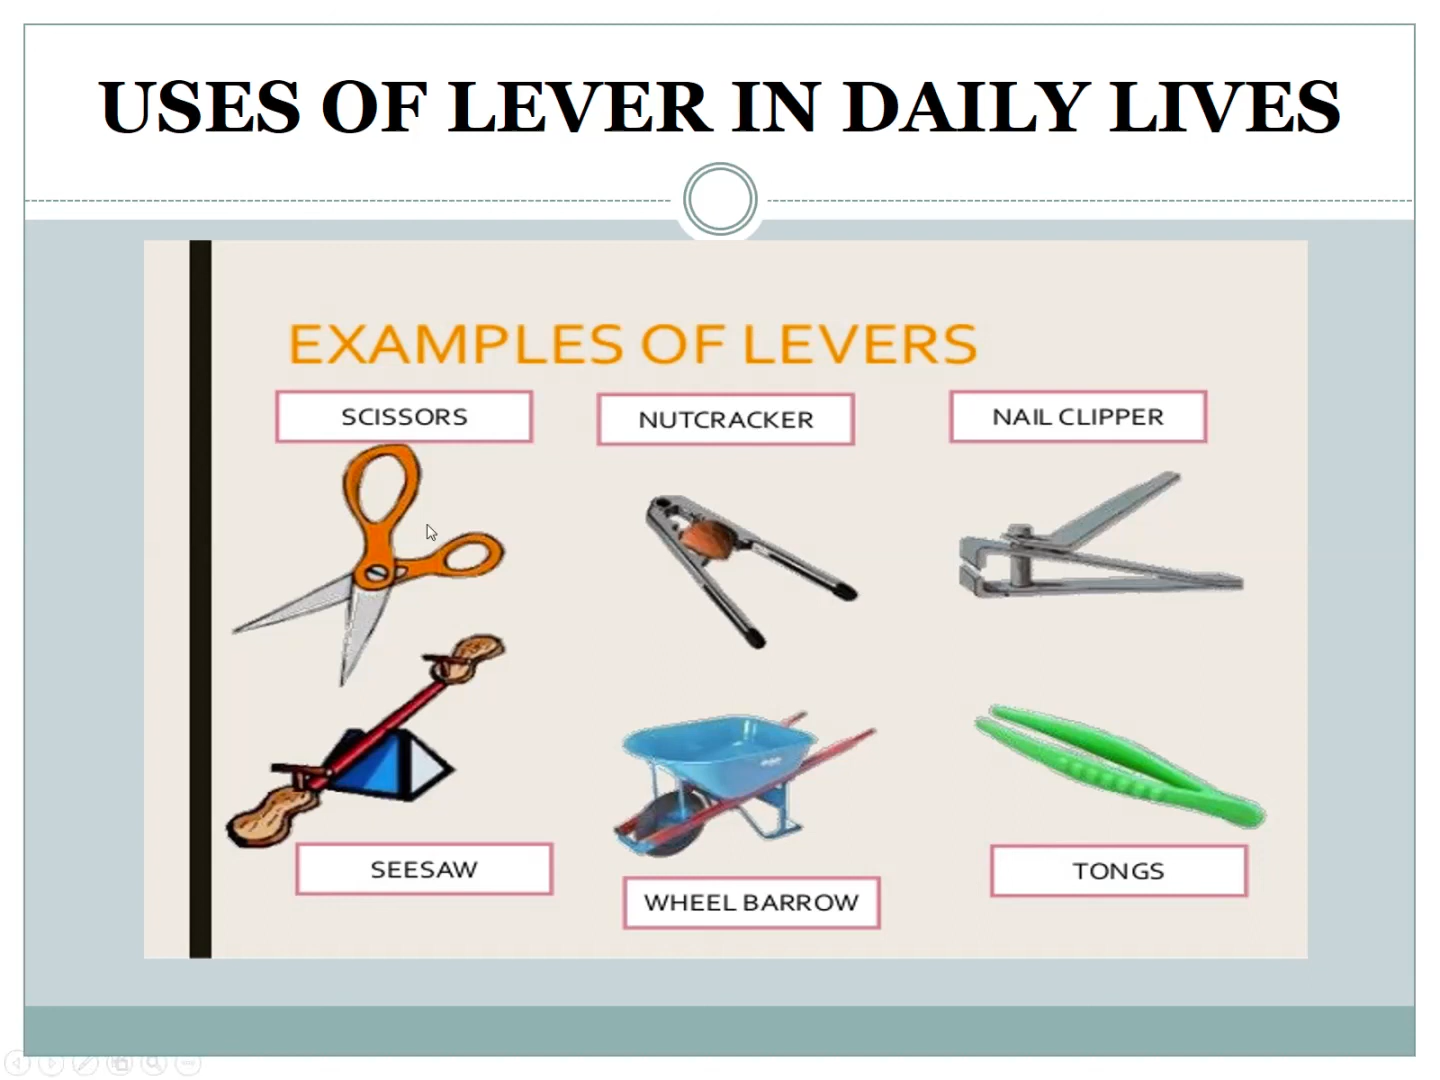 USES OF LEVER IN DAILY LIVES
EXAMPLES OF LEVERS
SCISSORS
NUTCRACKER
NAIL CLIPPER
SEESAW
WHEEL BARROW
TONGS